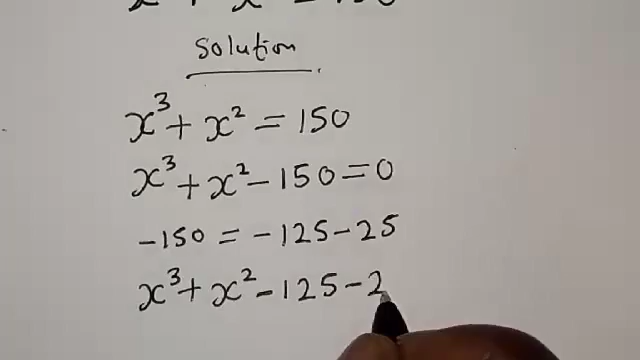 Solution
x³ + x² = 150
x³ + x² - 150 = 0
-150 = -125 - 25
x³ + x² - 125 - 2